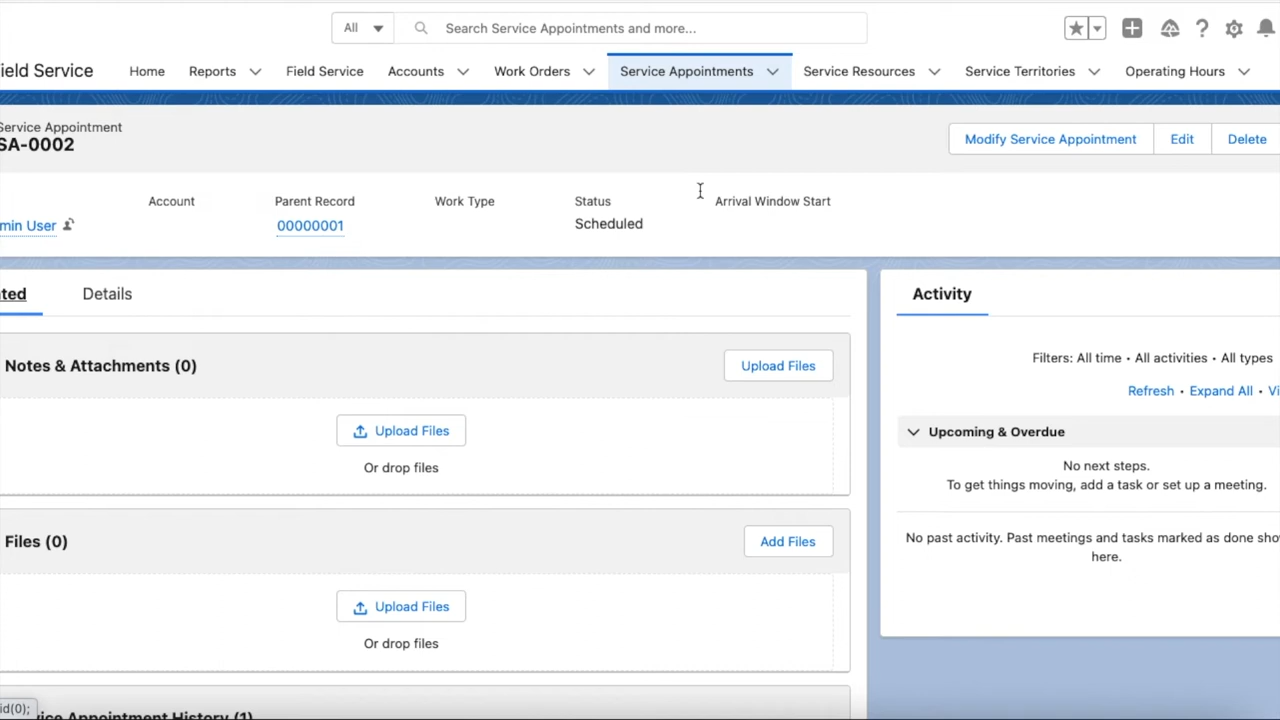 All
Search Service Appointments and more...
ield Service
Home
Reports
Field Service
Accounts
Work Orders
Service Appointments
Service Resources
Service Territories
Operating Hours
Service Appointment
SA-0002
Modify Service Appointment
Edit
Delete
Account
Parent Record
Work Type
Status
Arrival Window Start
min User
00000001
Scheduled
ted
Details
Activity
Notes & Attachments (0)
Upload Files
Upload Files
Or drop files
Filters: All time • All activities • All types
Refresh • Expand All • Vi
Upcoming & Overdue
No next steps.
To get things moving, add a task or set up a meeting.
No past activity. Past meetings and tasks marked as done sho
here.
Files (0)
Add Files
Upload Files
Or drop files
id(0);
ice Appointment History (1)